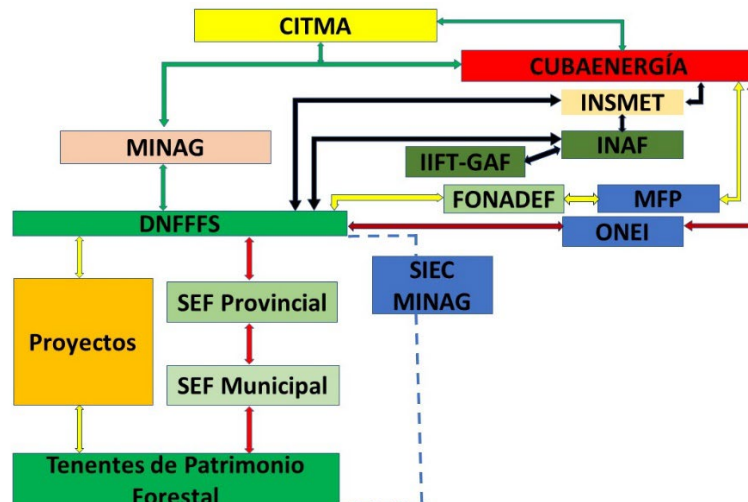 CITMA
CUBAENERGÍA
INSMET
MINAG
INAF
IIFT-GAF
FONADEF
MFP
DNFFFS
ONEI
SIEC
MINAG
SEF Provincial
Proyectos
SEF Municipal
Tenentes de Patrimonio
Forestal